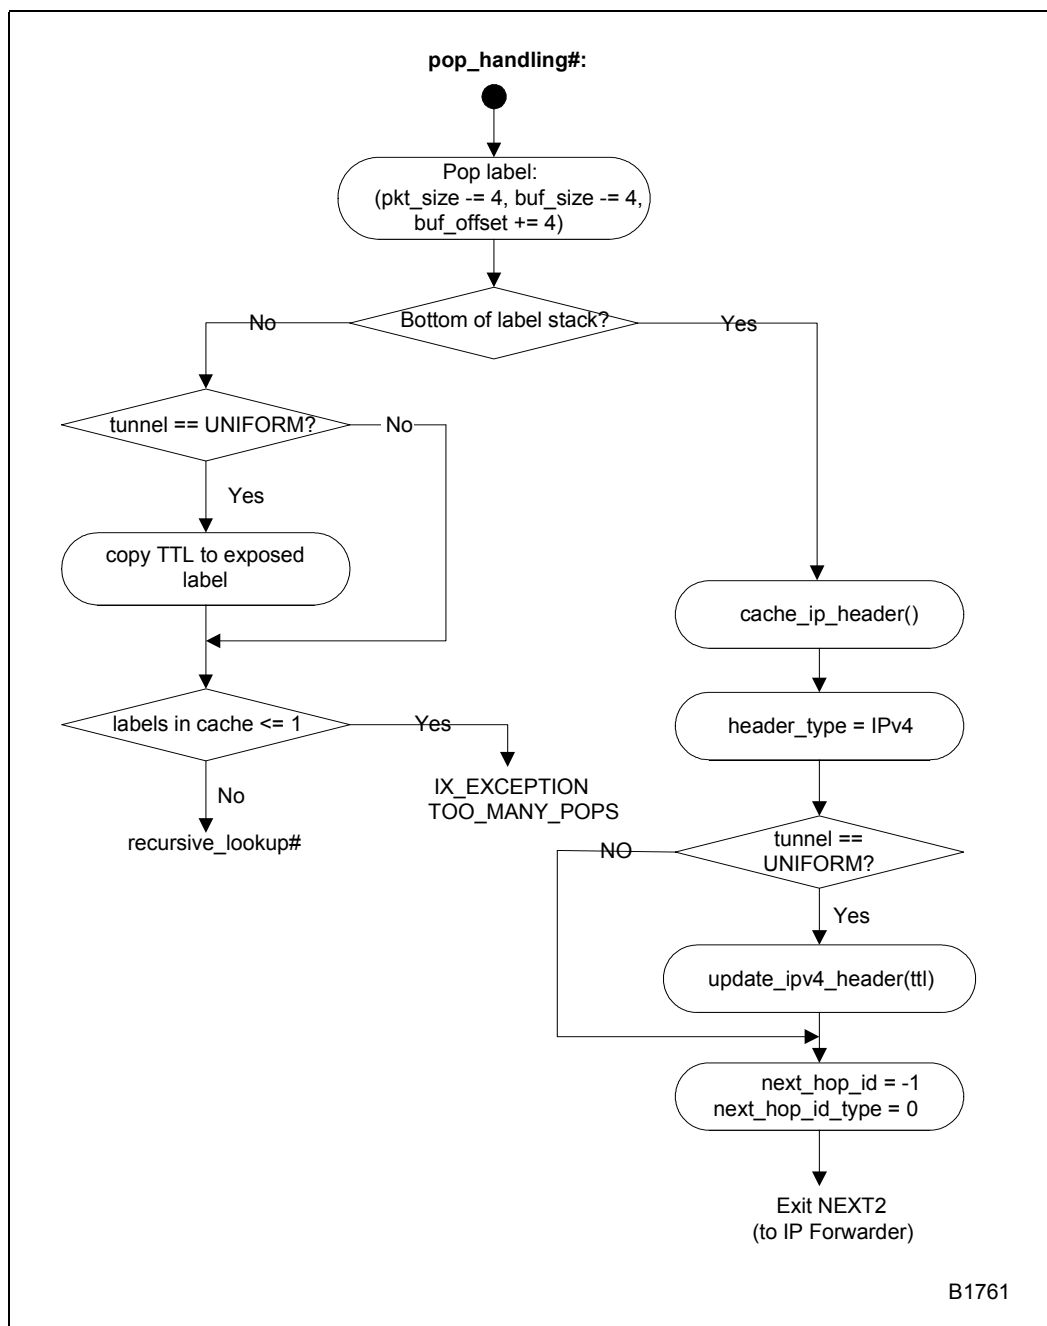 pop_handling#:
Pop label:
(pkt_size -= 4, buf_size -= 4,
buf_offset += 4)
Bottom of label stack?
No
Yes
tunnel == UNIFORM?
No
Yes
copy TTL to exposed
label
labels in cache <= 1
Yes
No
IX_EXCEPTION
TOO_MANY_POPS
recursive_lookup#
cache_ip_header()
header_type = IPv4
tunnel ==
UNIFORM?
NO
Yes
update_ipv4_header(ttl)
next_hop_id = -1
next_hop_id_type = 0
Exit NEXT2
(to IP Forwarder)
B1761